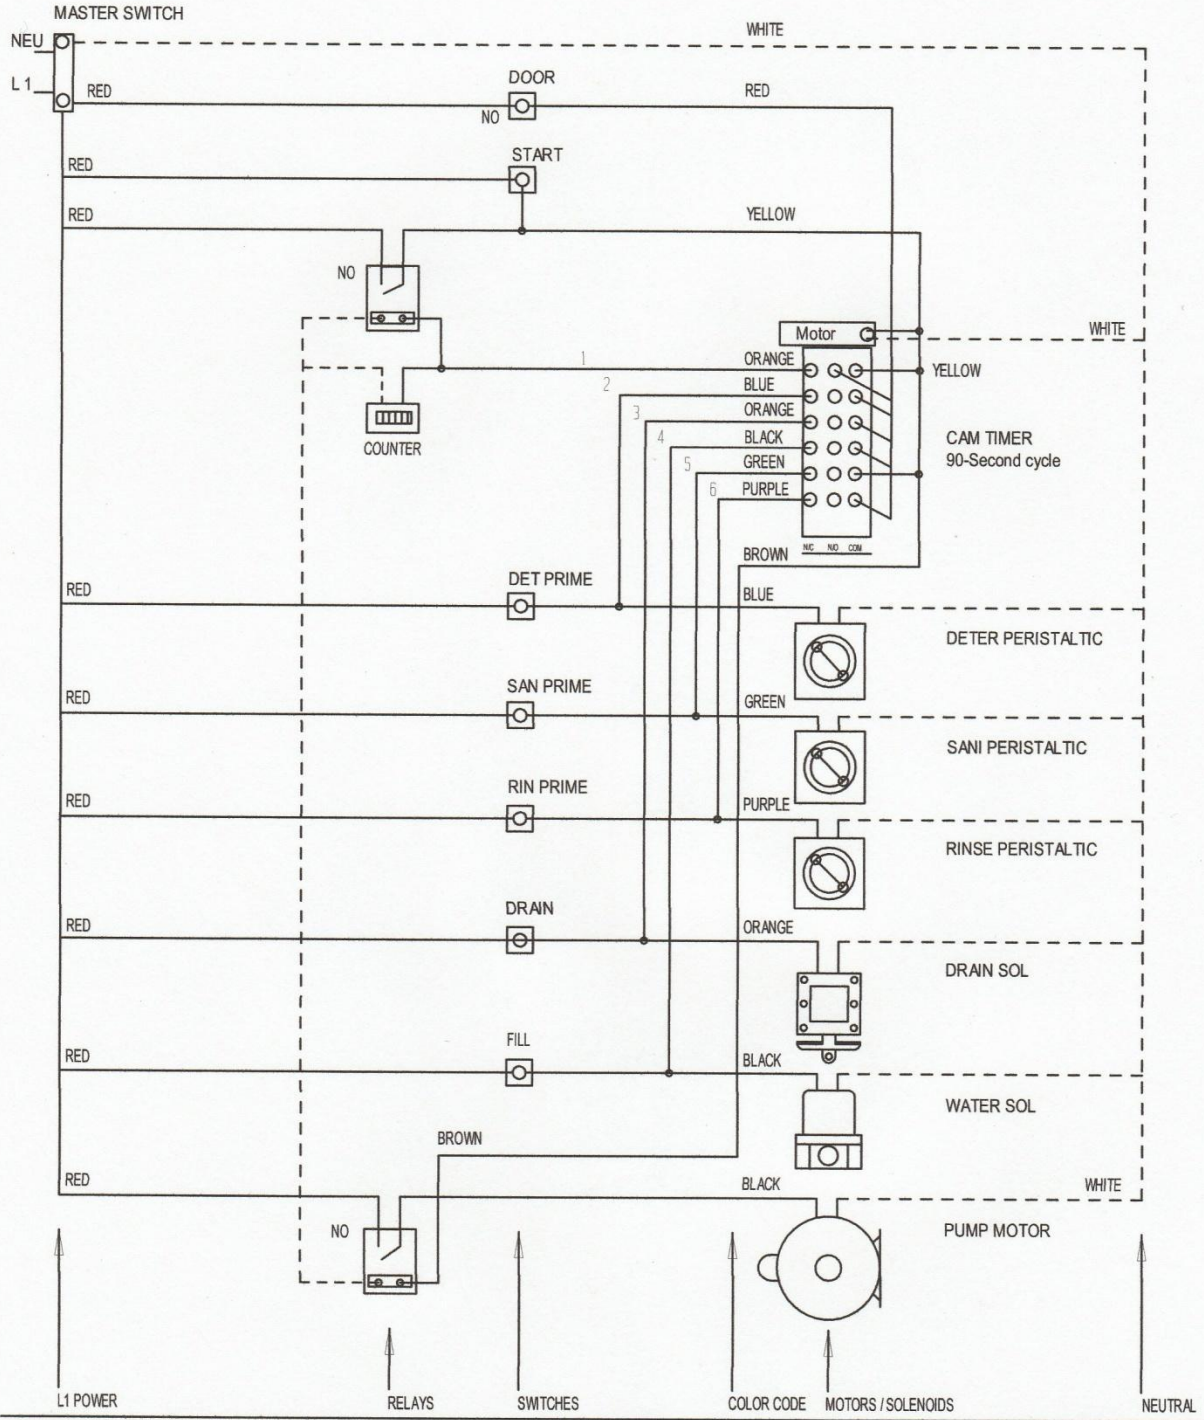 MASTER SWITCH
NEU
WHITE
L 1
RED
DOOR
NO
RED
RED
START
RED
YELLOW
NO
Motor
WHITE
1
ORANGE
YELLOW
2
BLUE
3
ORANGE
4
BLACK
CAM TIMER
5
GREEN
90-Second cycle
6
PURPLE
COUNTER
N/C N/O COM
BROWN
RED
DET PRIME
BLUE
DETER PERISTALTIC
RED
SAN PRIME
GREEN
SANI PERISTALTIC
RED
RIN PRIME
PURPLE
RINSE PERISTALTIC
RED
DRAIN
ORANGE
DRAIN SOL
RED
FILL
BLACK
WATER SOL
BROWN
RED
BLACK
WHITE
NO
PUMP MOTOR
L1 POWER
RELAYS
SWITCHES
COLOR CODE
MOTORS / SOLENOIDS
NEUTRAL